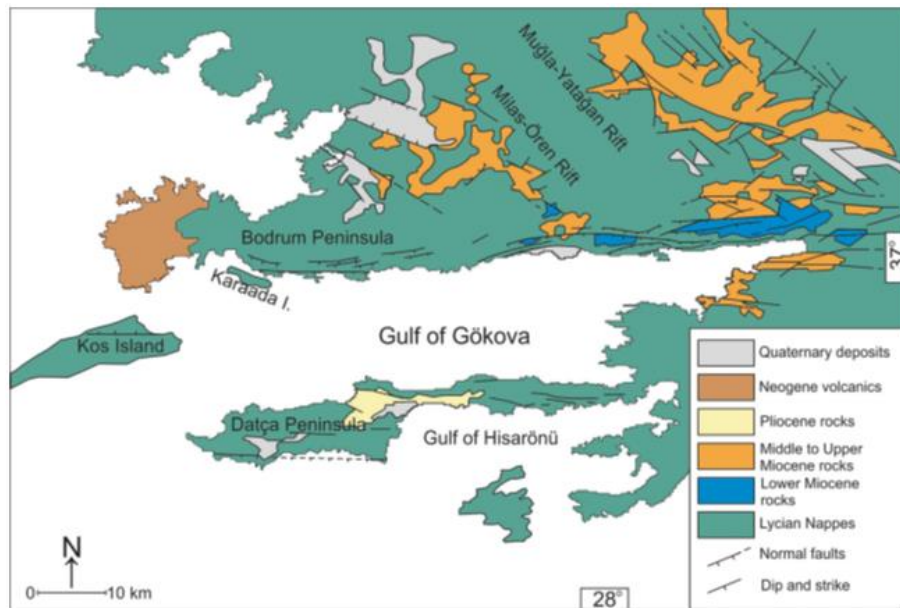 Muğla-Yatağan Rift
Milas-Ören Rift
Bodrum Peninsula
Karaada I.
37°
Gulf of Gökova
Kos Island
Datça Peninsula
Gulf of Hisarönü
Quaternary deposits
Neogene volcanics
Pliocene rocks
Middle to Upper
Miocene rocks
Lower Miocene
rocks
Lycian Nappes
Normal faults
Dip and strike
N
0 10 km
28°